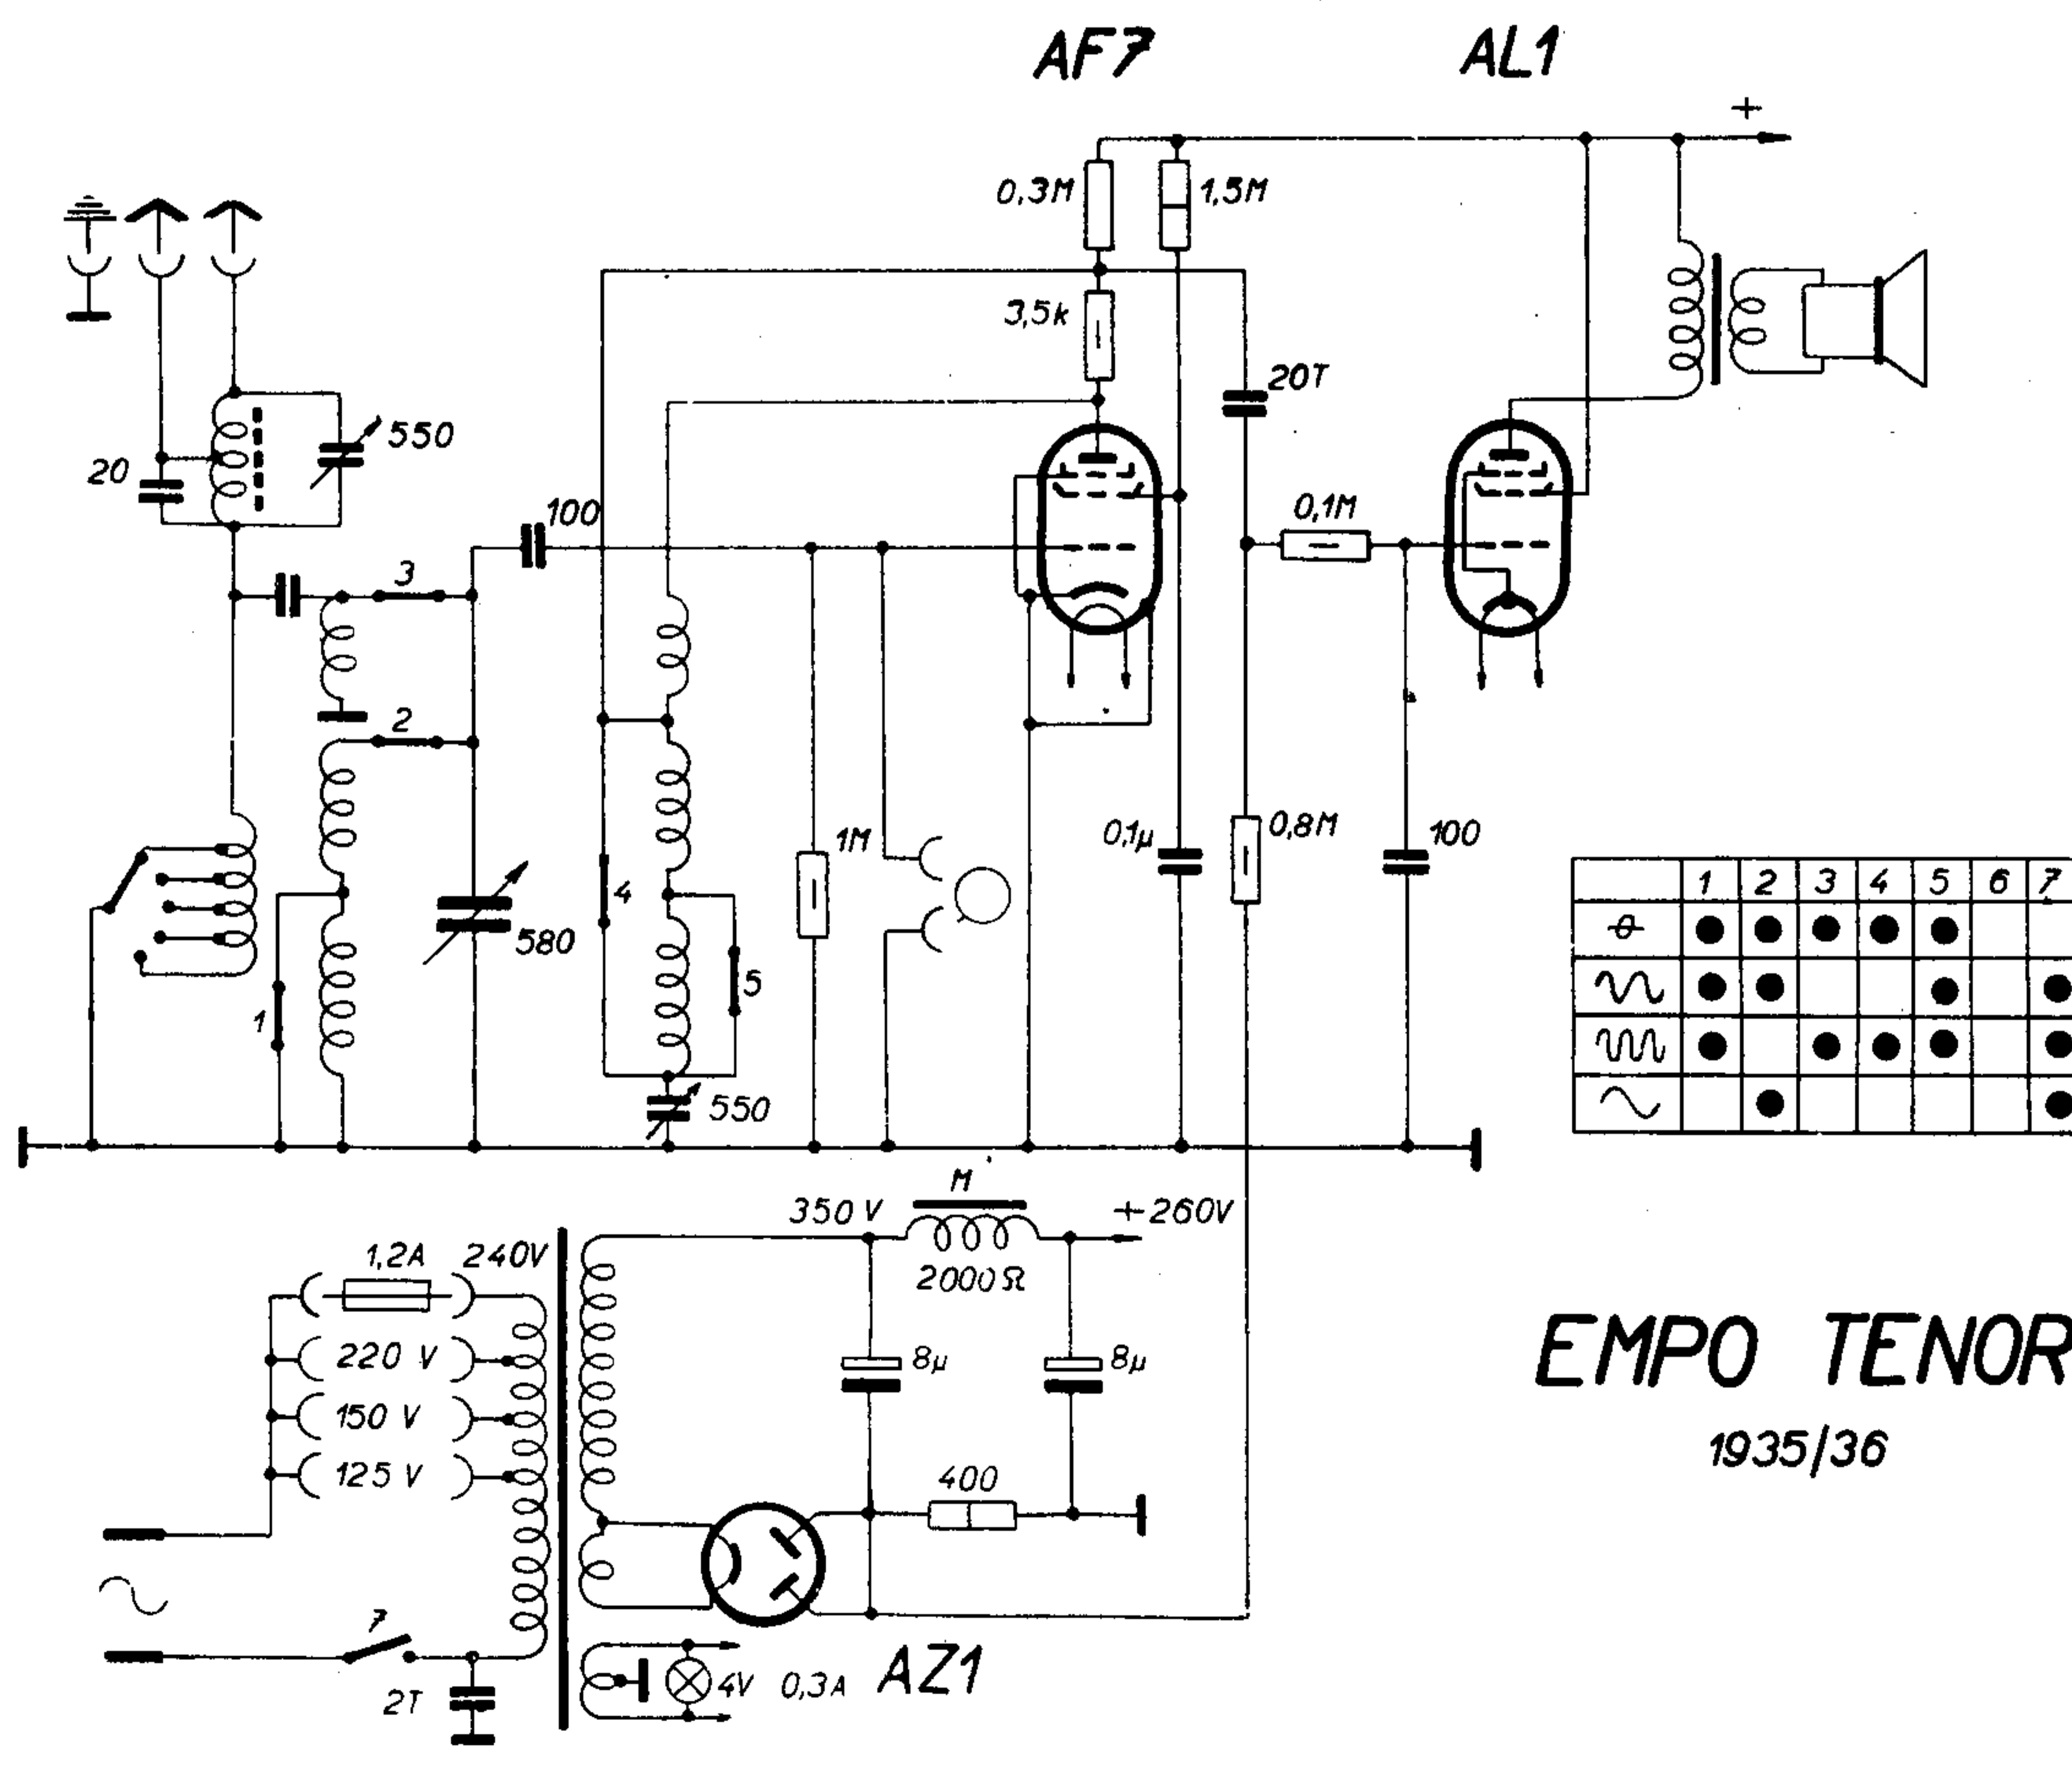 AF7 AL1
+
0,3M 1,5M
3,5k
20T
550
20
100
0,1M
3
2
1M
0,1µ
0,8M
100
4
580
5
1
550
1 2 3 4 5 6 7
M
350 V
+260V
1,2A 240V
2000Ω
220 V
8µ 8µ
150 V
125 V
400
EMPO TENOR
1935/36
7
2T
4V 0,3A AZ1